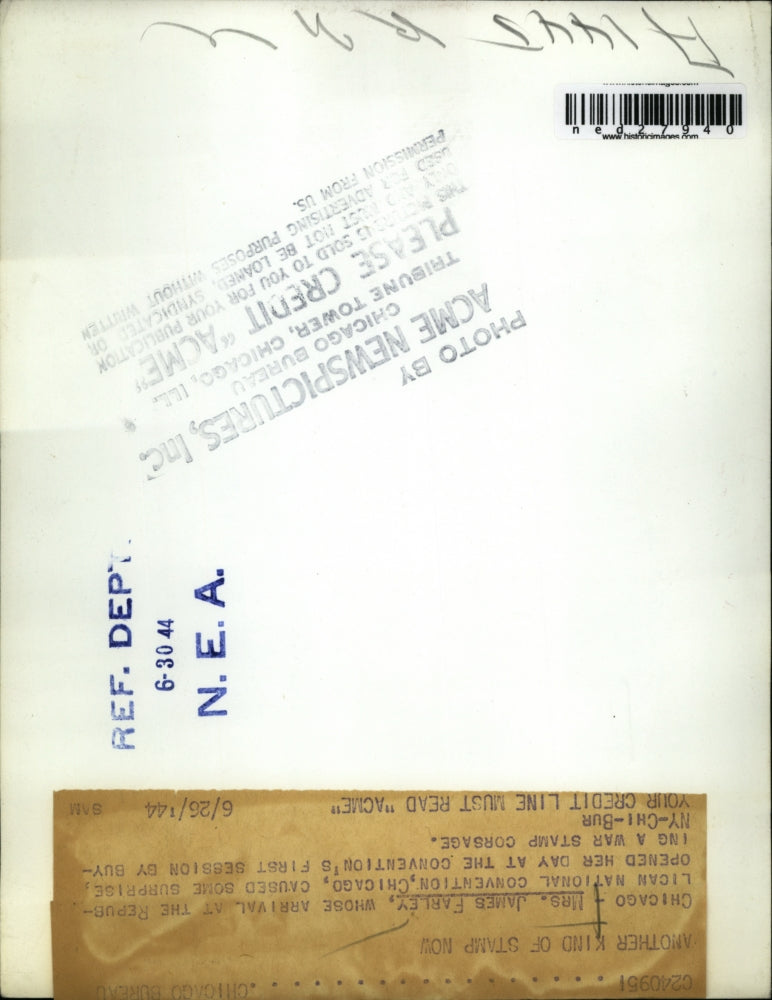 C240951 . . . . . . . . . . . . . . . . CHICAGO BUREAU
ANOTHER KIND OF STAMP NOW
CHICAGO -- MRS. JAMES FARLEY, WHOSE ARRIVAL AT THE REPUB-
LICAN NATIONAL CONVENTION, CHICAGO, CAUSED SOME SURPRISE,
OPENED HER DAY AT THE CONVENTION'S FIRST SESSION BY BUY-
ING A WAR STAMP CORSAGE.
NY-CHI-BUR
YOUR CREDIT LINE MUST READ "ACME" 6/26/'44 SAM
REF. DEPT.
6-30 44
N. E. A.
PHOTO BY
ACME NEWSPICTURES, Inc.
CHICAGO BUREAU
TRIBUNE TOWER, CHICAGO, ILL.
PLEASE CREDIT "ACME"
THIS PICTURE IS SOLD TO YOU FOR YOUR PUBLICATION
ONLY AND MUST NOT BE LOANED, SYNDICATED OR
USED FOR ADVERTISING PURPOSES WITHOUT WRITTEN
PERMISSION FROM US.
ned27940
www.historicimages.com